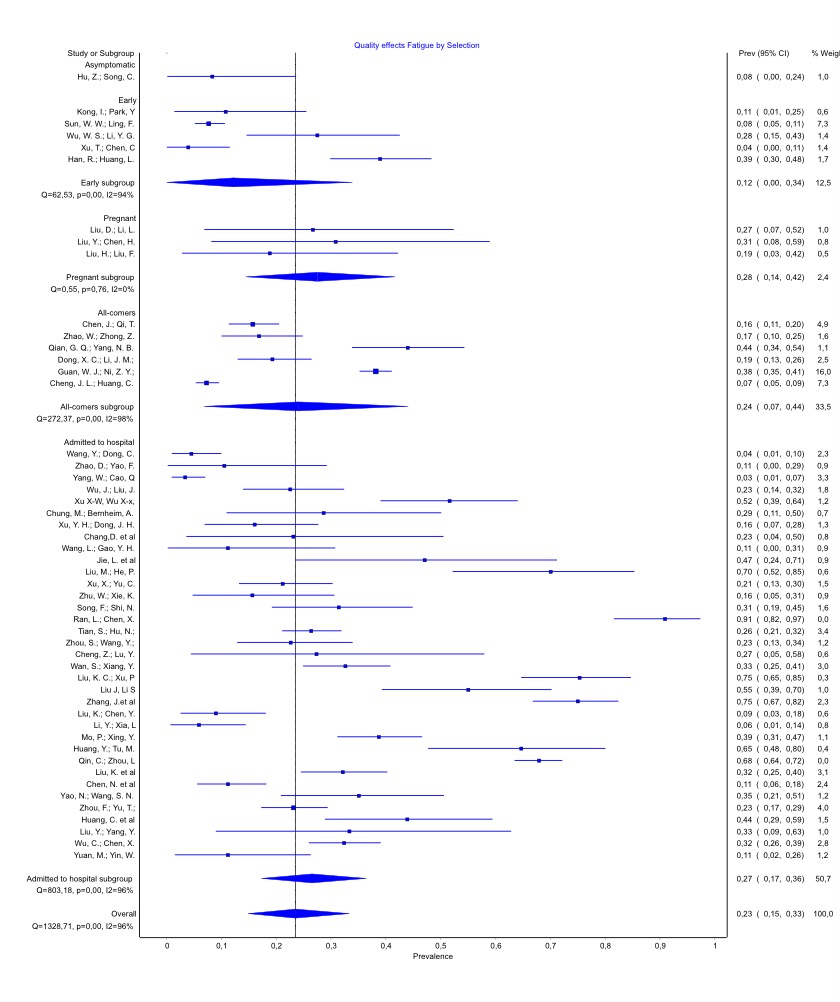 Quality effects Fatigue by Selection
Study or Subgroup Prev (95% CI) % Weigh
Asymptomatic
Hu, Z.; Song, C. 0,08 ( 0,00, 0,24) 1,0
Early
Kong, I.; Park, Y 0,11 ( 0,01, 0,25) 0,6
Sun, W. W.; Ling, F. 0,08 ( 0,05, 0,11) 7,3
Wu, W. S.; Li, Y. G. 0,28 ( 0,15, 0,43) 1,4
Xu, T.; Chen, C 0,04 ( 0,00, 0,11) 1,4
Han, R.; Huang, L. 0,39 ( 0,30, 0,48) 1,7
Early subgroup 0,12 ( 0,00, 0,34) 12,5
Q=62,53, p=0,00, I2=94%
Pregnant
Liu, D.; Li, L. 0,27 ( 0,07, 0,52) 1,0
Liu, Y.; Chen, H. 0,31 ( 0,08, 0,59) 0,8
Liu, H.; Liu, F. 0,19 ( 0,03, 0,42) 0,5
Pregnant subgroup 0,28 ( 0,14, 0,42) 2,4
Q=0,55, p=0,76, I2=0%
All-comers
Chen, J.; Qi, T. 0,16 ( 0,11, 0,20) 4,9
Zhao, W.; Zhong, Z. 0,17 ( 0,10, 0,25) 1,6
Qian, G. Q.; Yang, N. B. 0,44 ( 0,34, 0,54) 1,1
Dong, X. C.; Li, J. M.; 0,19 ( 0,13, 0,26) 2,5
Guan, W. J.; Ni, Z. Y.; 0,38 ( 0,35, 0,41) 16,0
Cheng, J. L.; Huang, C. 0,07 ( 0,05, 0,09) 7,3
All-comers subgroup 0,24 ( 0,07, 0,44) 33,5
Q=272,37, p=0,00, I2=98%
Admitted to hospital
Wang, Y.; Dong, C. 0,04 ( 0,01, 0,10) 2,3
Zhao, D.; Yao, F. 0,11 ( 0,00, 0,29) 0,9
Yang, W.; Cao, Q 0,03 ( 0,01, 0,07) 3,3
Wu, J.; Liu, J. 0,23 ( 0,14, 0,32) 1,8
Xu X-W, Wu X-x, 0,52 ( 0,39, 0,64) 1,2
Chung, M.; Bernheim, A. 0,29 ( 0,11, 0,50) 0,7
Xu, Y. H.; Dong, J. H. 0,16 ( 0,07, 0,28) 1,3
Chang,D. et al 0,23 ( 0,04, 0,50) 0,8
Wang, L.; Gao, Y. H. 0,11 ( 0,00, 0,31) 0,9
Jie, L. et al 0,47 ( 0,24, 0,71) 0,9
Liu, M.; He, P. 0,70 ( 0,52, 0,85) 0,6
Xu, X.; Yu, C. 0,21 ( 0,13, 0,30) 1,5
Zhu, W.; Xie, K. 0,16 ( 0,05, 0,31) 0,9
Song, F.; Shi, N. 0,31 ( 0,19, 0,45) 1,6
Ran, L.; Chen, X. 0,91 ( 0,82, 0,97) 0,0
Tian, S.; Hu, N.; 0,26 ( 0,21, 0,32) 3,4
Zhou, S.; Wang, Y.; 0,23 ( 0,13, 0,34) 1,2
Cheng, Z.; Lu, Y. 0,27 ( 0,05, 0,58) 0,6
Wan, S.; Xiang, Y. 0,33 ( 0,25, 0,41) 3,0
Liu, K. C.; Xu, P 0,75 ( 0,65, 0,85) 0,3
Liu J, Li S 0,55 ( 0,39, 0,70) 1,0
Zhang, J.et al 0,75 ( 0,67, 0,82) 2,3
Liu, K.; Chen, Y. 0,09 ( 0,03, 0,18) 0,6
Li, Y.; Xia, L 0,06 ( 0,01, 0,14) 0,8
Mo, P.; Xing, Y. 0,39 ( 0,31, 0,47) 1,1
Huang, Y.; Tu, M. 0,65 ( 0,48, 0,80) 0,4
Qin, C.; Zhou, L 0,68 ( 0,64, 0,72) 0,0
Liu, K. et al 0,32 ( 0,25, 0,40) 3,1
Chen, N. et al 0,11 ( 0,06, 0,18) 2,4
Yao, N.; Wang, S. N. 0,35 ( 0,21, 0,51) 1,2
Zhou, F.; Yu, T.; 0,23 ( 0,17, 0,29) 4,0
Huang, C. et al 0,44 ( 0,29, 0,59) 1,5
Liu, Y.; Yang, Y. 0,33 ( 0,09, 0,63) 1,0
Wu, C.; Chen, X. 0,32 ( 0,26, 0,39) 2,8
Yuan, M.; Yin, W. 0,11 ( 0,02, 0,26) 1,2
Admitted to hospital subgroup 0,27 ( 0,17, 0,36) 50,7
Q=803,18, p=0,00, I2=96%
Overall 0,23 ( 0,15, 0,33) 100,0
Q=1328,71, p=0,00, I2=96%
0 0,1 0,2 0,3 0,4 0,5 0,6 0,7 0,8 0,9 1
Prevalence